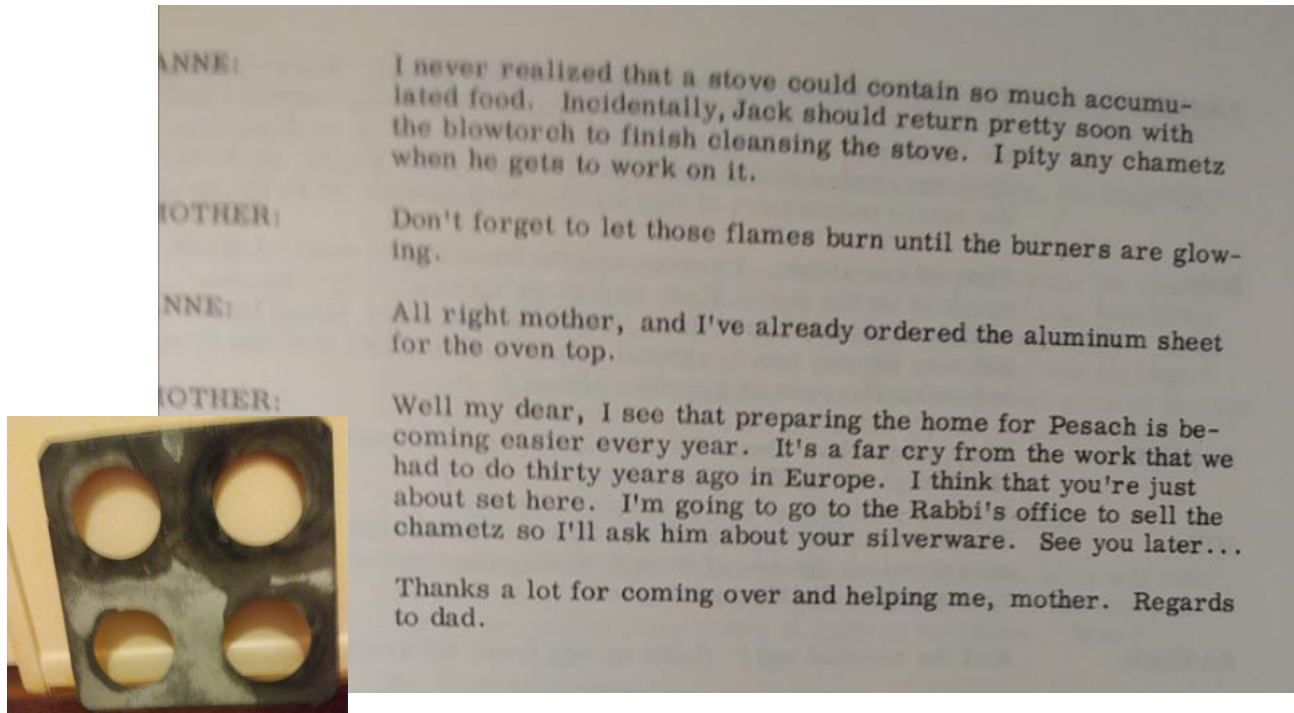 ANNE: I never realized that a stove could contain so much accumu-
lated food. Incidentally, Jack should return pretty soon with
the blowtorch to finish cleansing the stove. I pity any chametz
when he gets to work on it.
MOTHER: Don't forget to let those flames burn until the burners are glow-
ing.
NNE: All right mother, and I've already ordered the aluminum sheet
for the oven top.
MOTHER: Well my dear, I see that preparing the home for Pesach is be-
coming easier every year. It's a far cry from the work that we
had to do thirty years ago in Europe. I think that you're just
about set here. I'm going to go to the Rabbi's office to sell the
chametz so I'll ask him about your silverware. See you later...
Thanks a lot for coming over and helping me, mother. Regards
to dad.